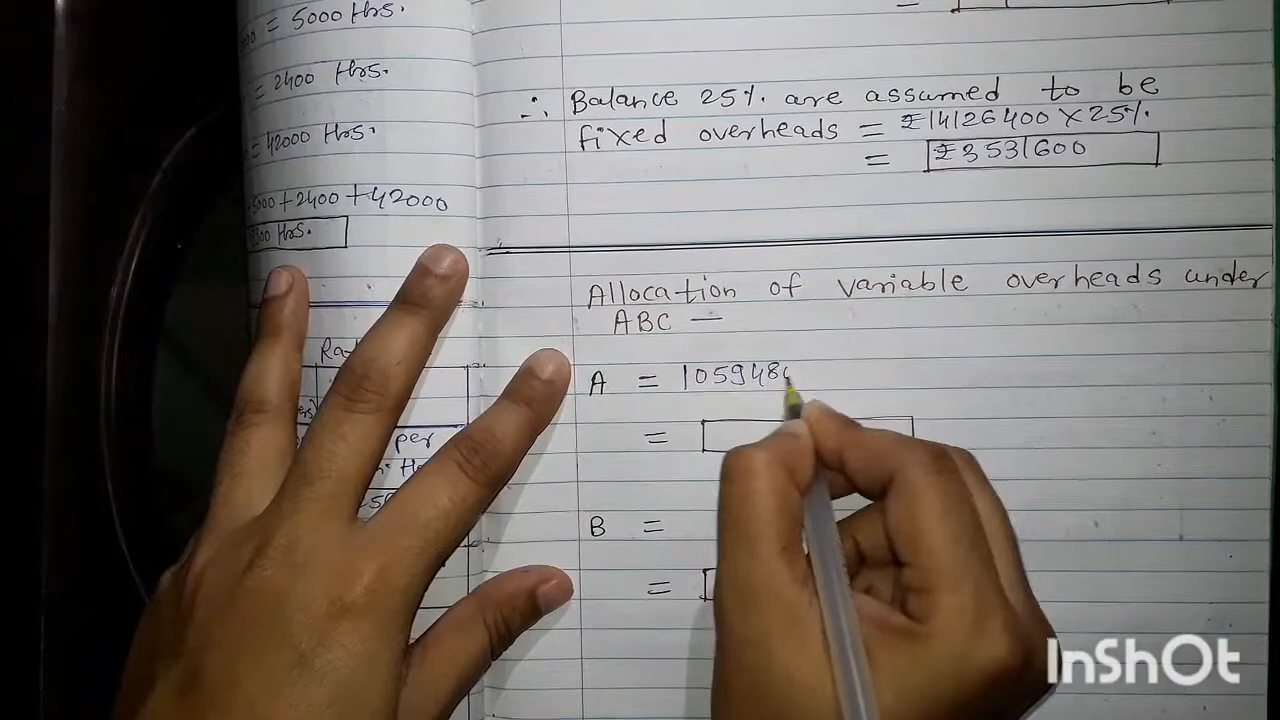 = 5000 Hrs.
= 2400 Hrs.
= 42000 Hrs.
5000 + 2400 + 42000
300 Hrs.
per
=
∴ Balance 25%. are assumed to be
fixed overheads = ₹14126400 X 25%.
= ₹3531600
Allocation of variable overheads under
ABC —
A = 105948
=
B =
=
InShOt